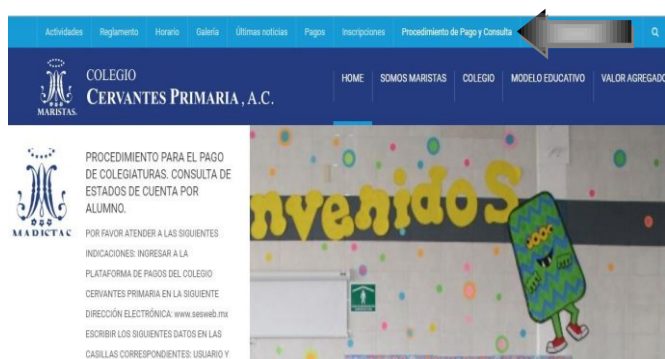 Actividades Reglamento Horario Galería Últimas noticias Pagos Inscripciones Procedimiento de Pago y Consulta
COLEGIO
CERVANTES PRIMARIA, A.C.
MARISTAS.
HOME SOMOS MARISTAS COLEGIO MODELO EDUCATIVO VALOR AGREGADO
PROCEDIMIENTO PARA EL PAGO
DE COLEGIATURAS. CONSULTA DE
ESTADOS DE CUENTA POR
ALUMNO.
POR FAVOR ATENDER A LAS SIGUIENTES
INDICACIONES: INGRESAR A LA
PLATAFORMA DE PAGOS DEL COLEGIO
CERVANTES PRIMARIA EN LA SIGUIENTE
DIRECCIÓN ELECTRÓNICA: www.sesweb.mx
ESCRIBIR LOS SIGUIENTES DATOS EN LAS
CASILLAS CORRESPONDIENTES: USUARIO Y
envenidoS